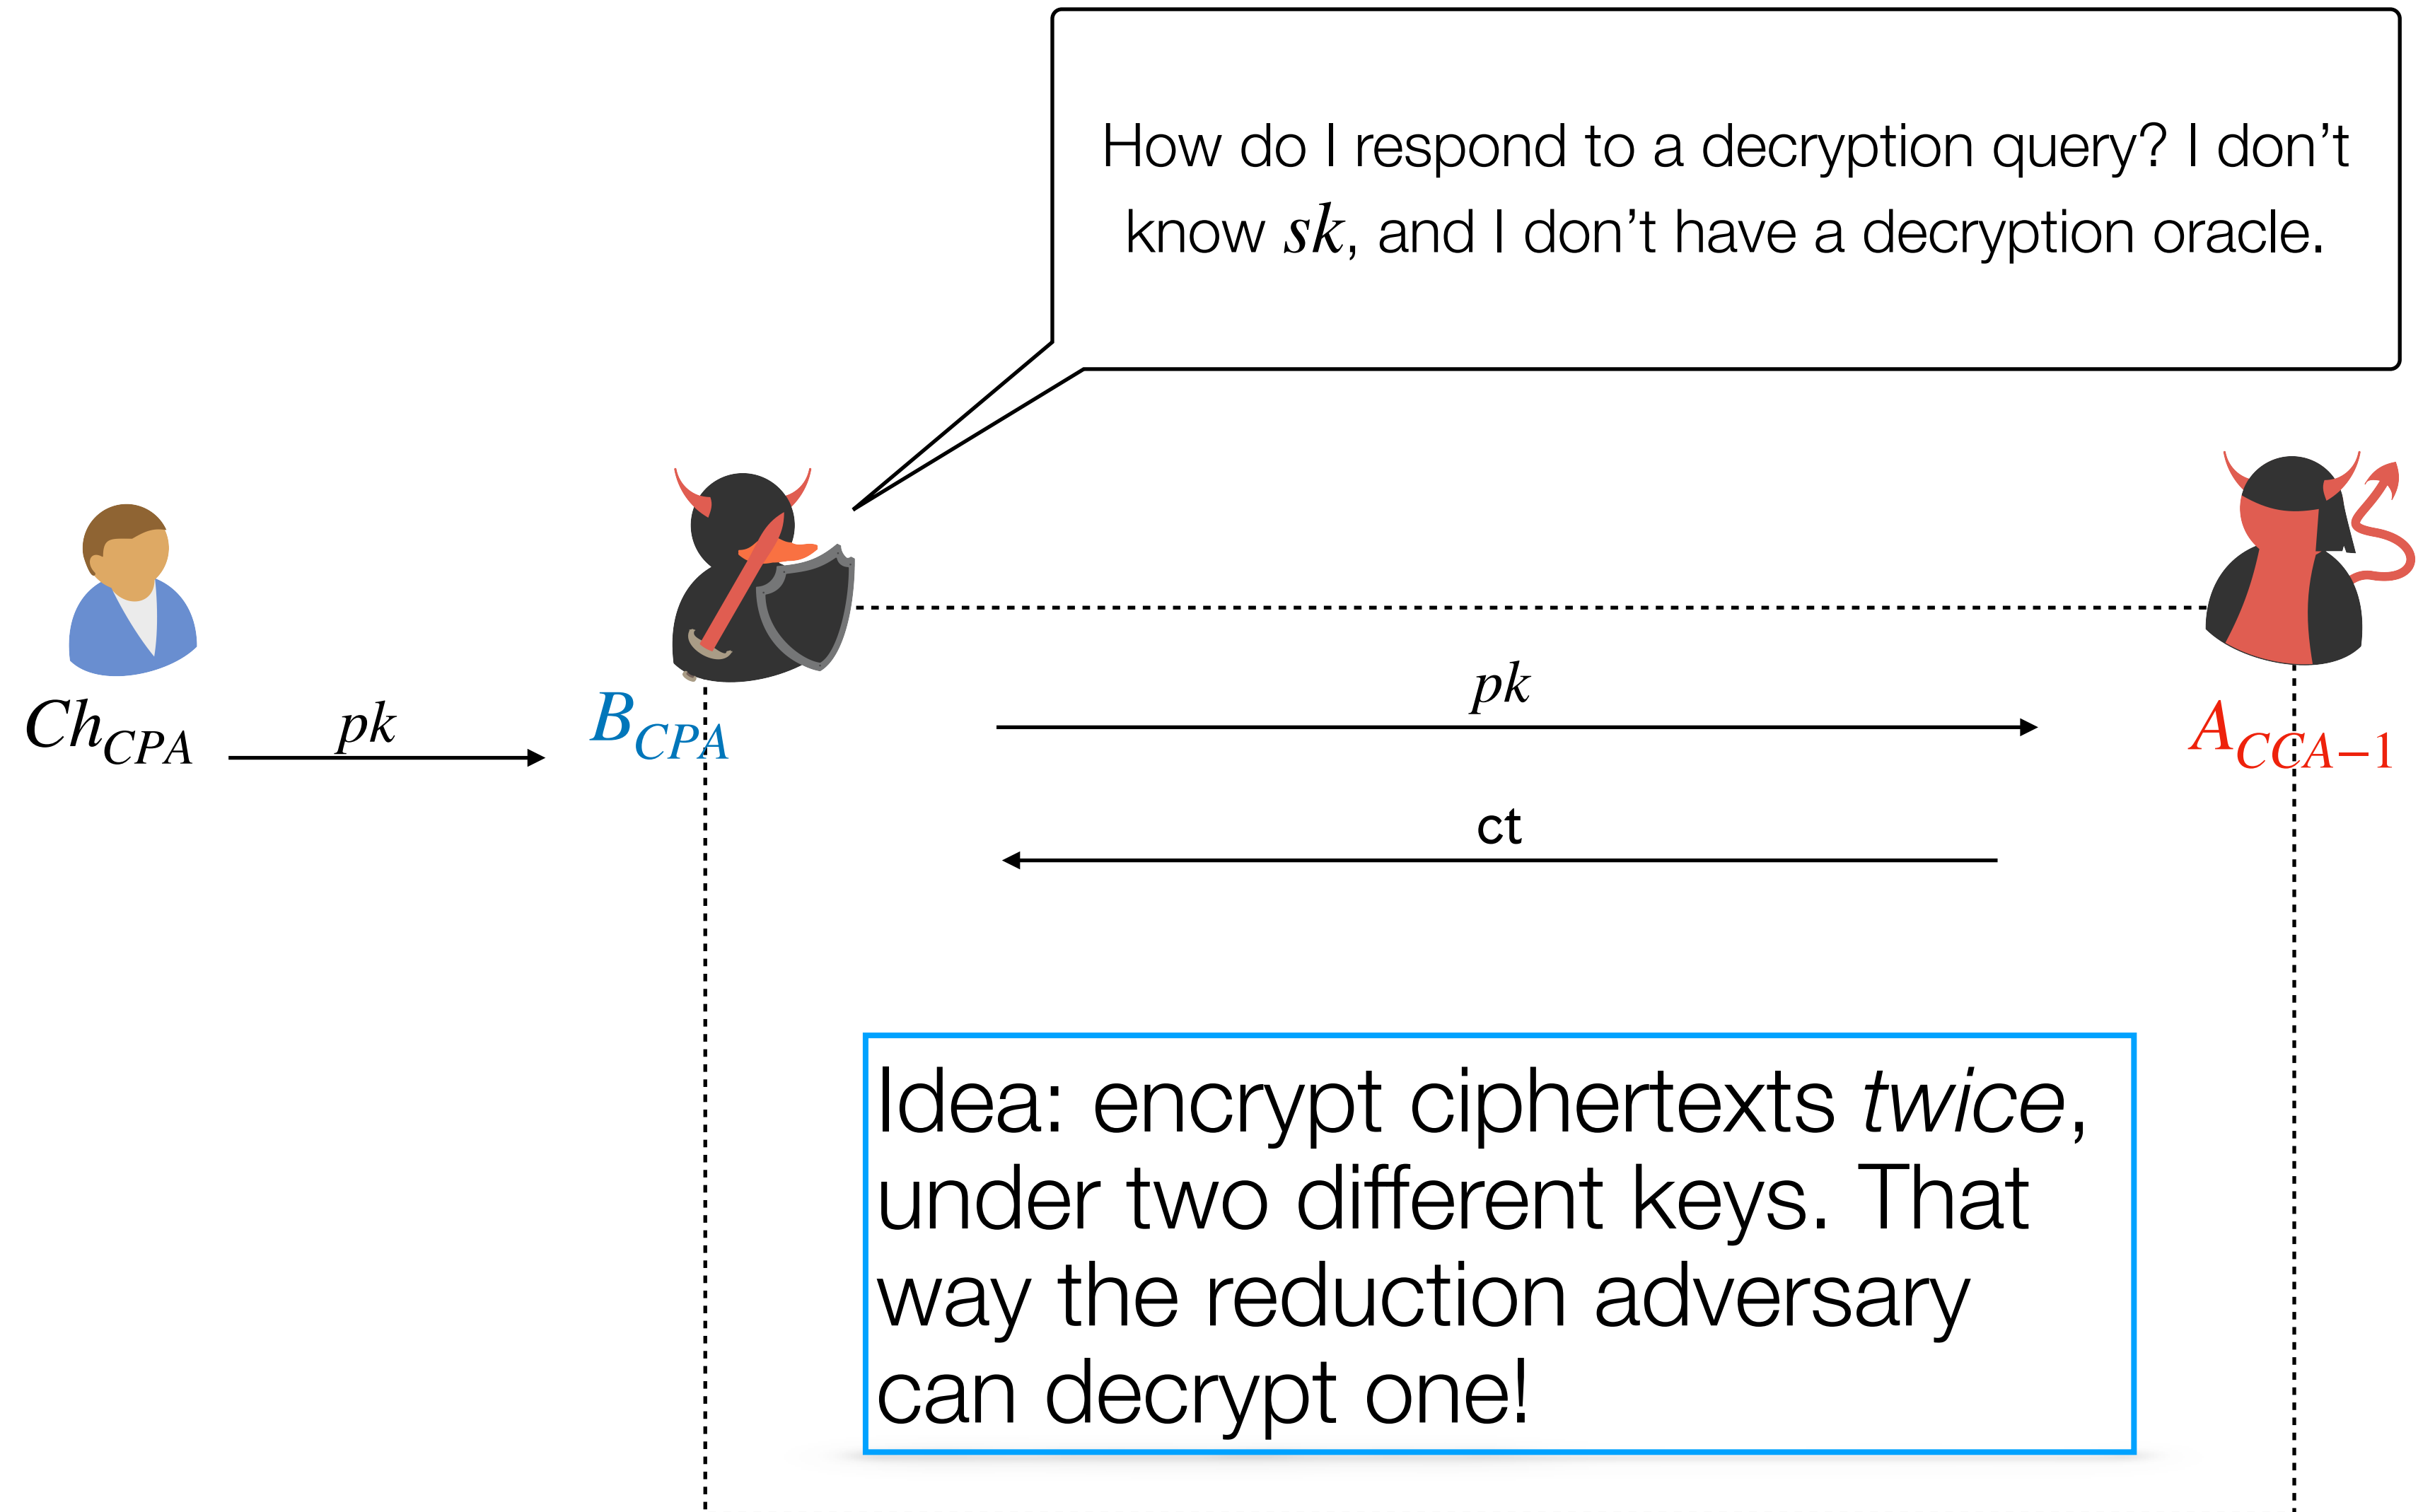 How do I respond to a decryption query? I don’t
know sk, and I don’t have a decryption oracle.
Ch_CPA
pk
B_CPA
pk
A_CCA−1
ct
Idea: encrypt ciphertexts twice,
under two different keys. That
way the reduction adversary
can decrypt one!